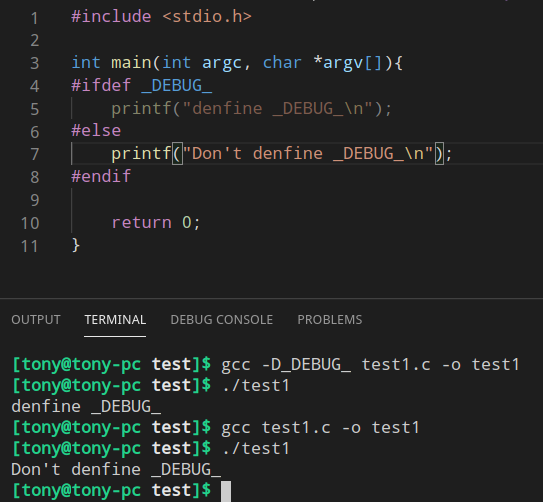 1 #include <stdio.h>
2
3 int main(int argc, char *argv[]){
4 #ifdef _DEBUG_
5     printf("denfine _DEBUG_\n");
6 #else
7     printf("Don't denfine _DEBUG_\n");
8 #endif
9
10     return 0;
11 }
OUTPUT TERMINAL DEBUG CONSOLE PROBLEMS
[tony@tony-pc test]$ gcc -D_DEBUG_ test1.c -o test1
[tony@tony-pc test]$ ./test1
denfine _DEBUG_
[tony@tony-pc test]$ gcc test1.c -o test1
[tony@tony-pc test]$ ./test1
Don't denfine _DEBUG_
[tony@tony-pc test]$